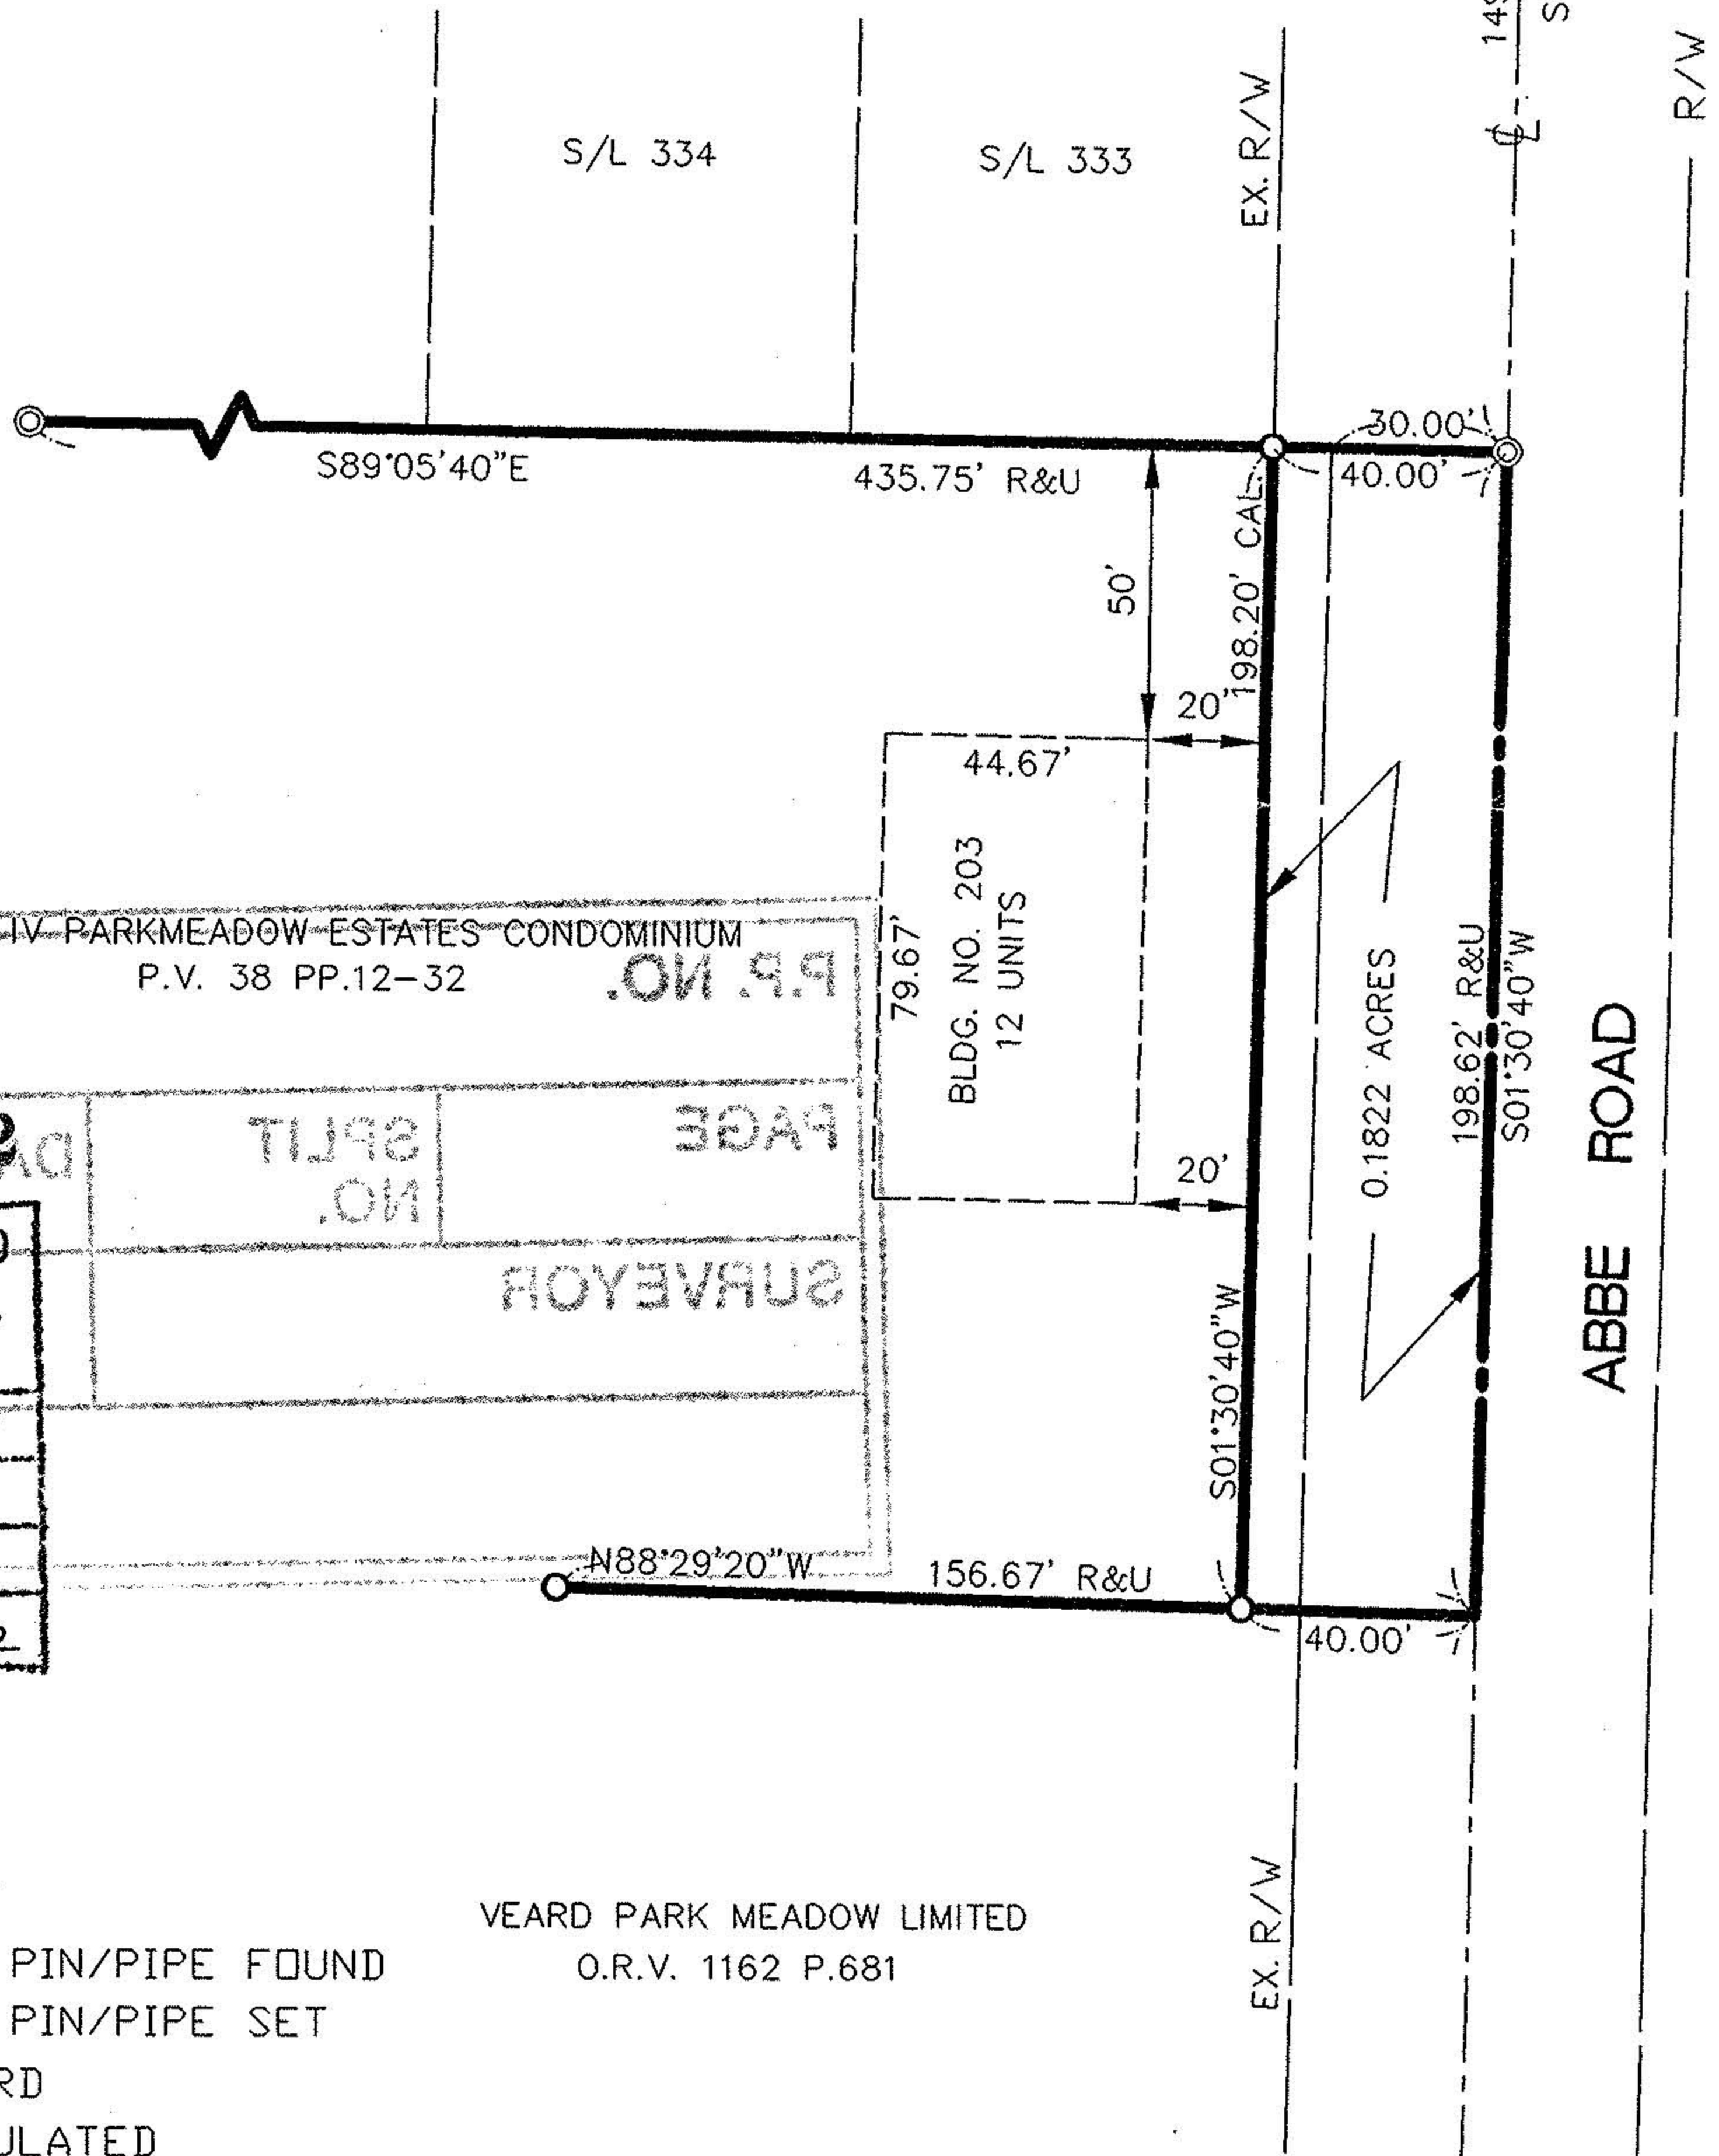 S/L 334
S/L 333
EX. R/W
R/W
30.00'
40.00'
S89°05'40"E
435.75' R&U
198.20' CAL.
50'
20'
44.67'
BLDG. NO. 203
12 UNITS
79.67'
IV PARKMEADOW ESTATES CONDOMINIUM
P.V. 38 PP.12-32
P.P. NO.
PAGE
SPLIT
NO.
SURVEYOR
20'
0.1822 ACRES
198.62' R&U
S01°30'40"W
ABBE ROAD
S01°30'40"W
N88°29'20"W
156.67' R&U
40.00'
EX. R/W
VEARD PARK MEADOW LIMITED
O.R.V. 1162 P.681
PIN/PIPE FOUND
PIN/PIPE SET